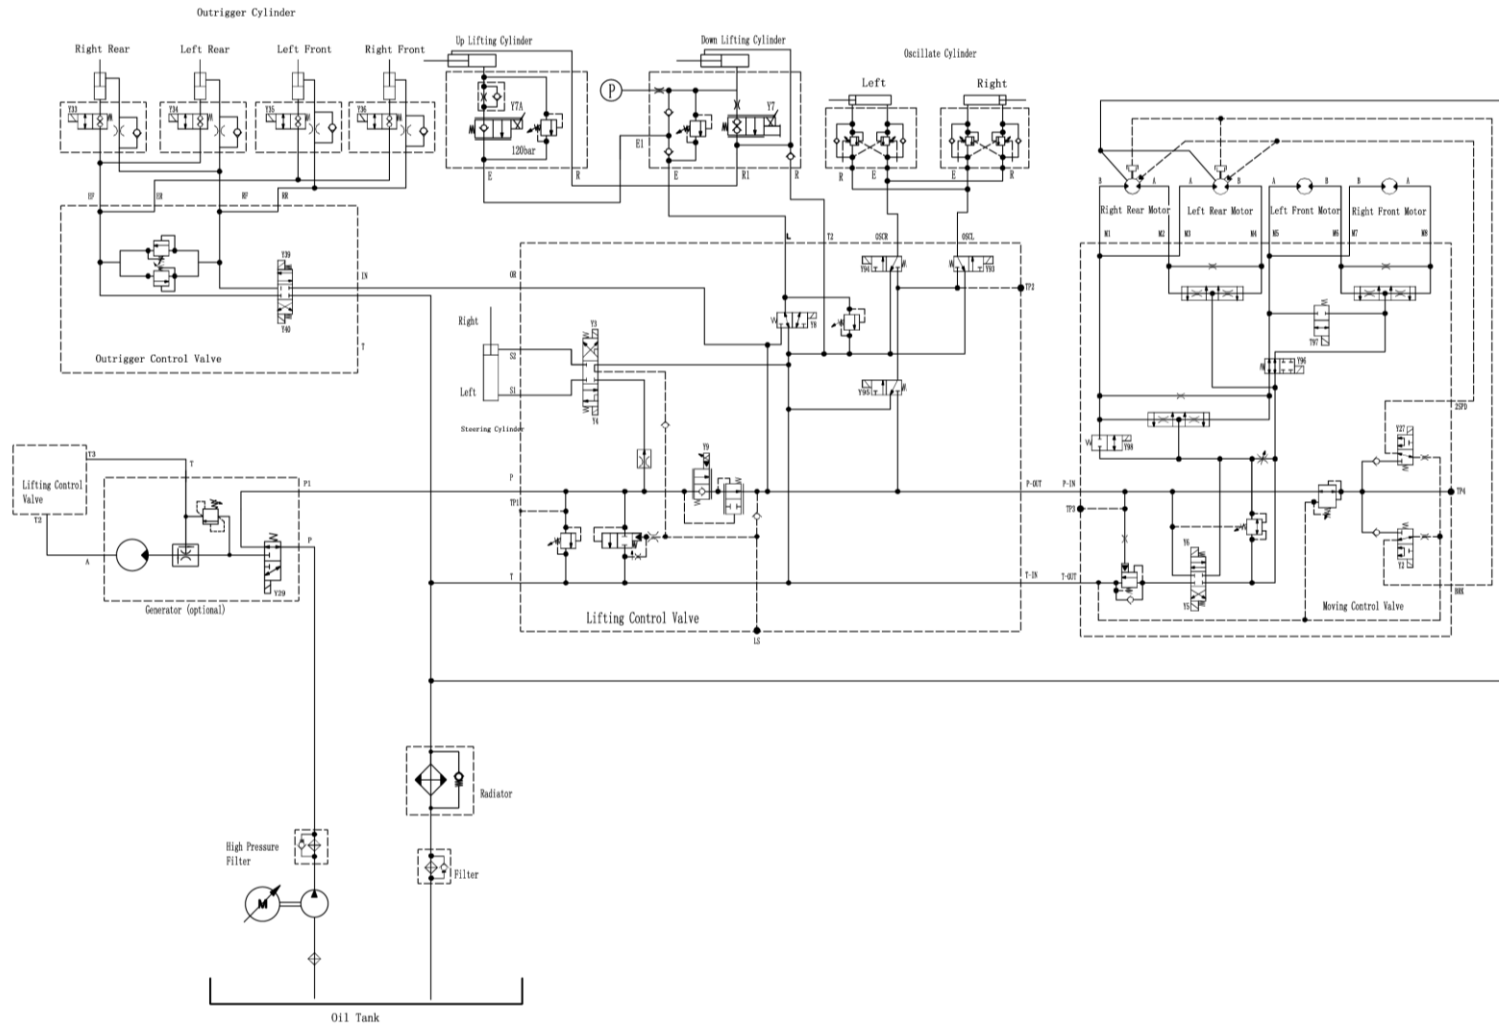 Outrigger Cylinder
Right Rear
Left Rear
Left Front
Right Front
Up Lifting Cylinder
Down Lifting Cylinder
Oscillate Cylinder
Left
Right
Y33
Y34
Y35
Y36
Y7A
120bar
P
E1
Y7
E
R
E
R1
R
R
E
E
R
EF
ER
RF
RR
B
A
A
B
A
B
B
A
Right Rear Motor
Left Rear Motor
Left Front Motor
Right Front Motor
M1
M2
M3
M4
M5
M6
M7
M8
L
T2
OSCR
OSCL
Y39
Y40
IN
T
Outrigger Control Valve
OR
Y94
Y93
TP2
Right
Left
S2
S1
Y3
Y4
Steering Cylinder
Y8
Y95
Y97
Y96
Y98
2SPD
Y27
Lifting Control
Valve
T3
T2
T
P1
P
A
Y29
Generator (optional)
P
TP1
T
Y9
P-OUT
P-IN
TP3
TP4
T-IN
T-OUT
Y6
Y5
Y2
BRK
Lifting Control Valve
LS
Moving Control Valve
Radiator
High Pressure
Filter
Filter
M
Oil Tank